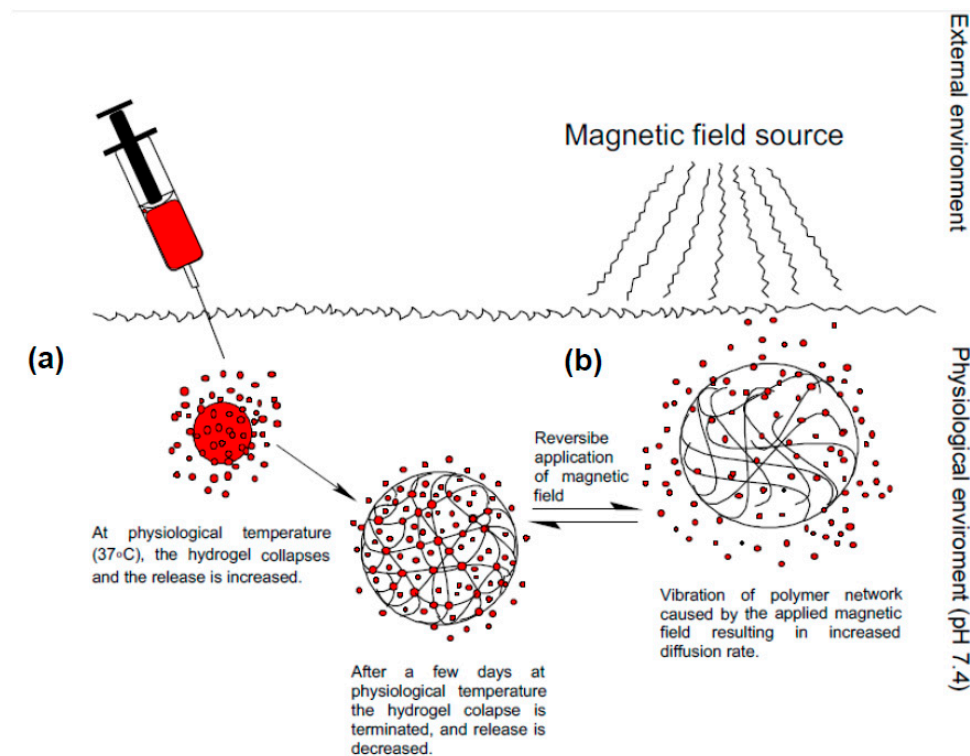 External environment
Magnetic field source
(a)
(b)
Physiological enviroment (pH 7.4)
Reversibe
application
of magnetic
field
At physiological temperature
(37◦C), the hydrogel collapses
and the release is increased.
Vibration of polymer network
caused by the applied magnetic
field resulting in increased
diffusion rate.
After a few days at
physiological temperature
the hydrogel colapse is
terminated, and release is
decreased.